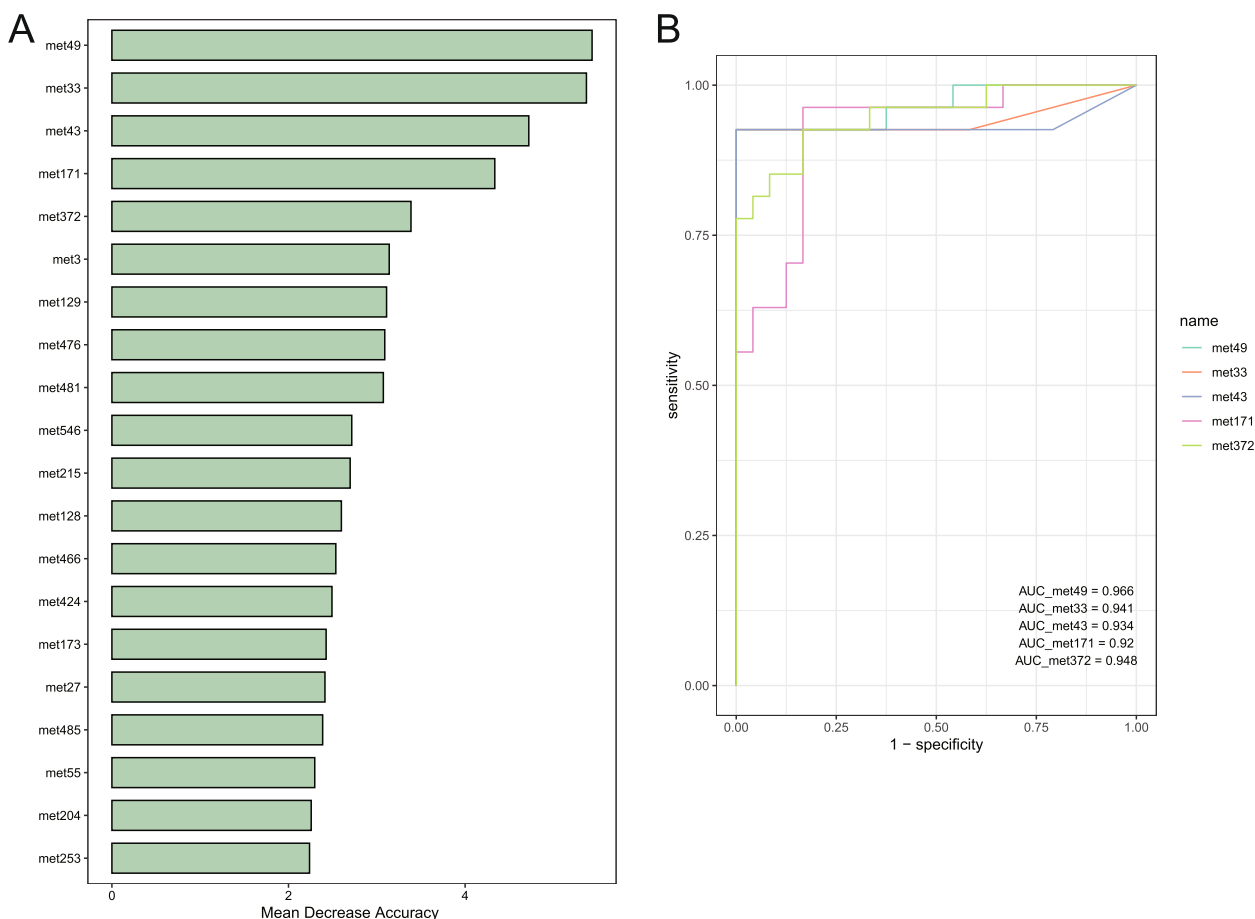 A
met49
met33
met43
met171
met372
met3
met129
met476
met481
met546
met215
met128
met466
met424
met173
met27
met485
met55
met204
met253
0 2 4
Mean Decrease Accuracy
B
1.00
0.75
0.50
0.25
0.00
sensitivity
AUC_met49 = 0.966
AUC_met33 = 0.941
AUC_met43 = 0.934
AUC_met171 = 0.92
AUC_met372 = 0.948
0.00 0.25 0.50 0.75 1.00
1 − specificity
name
met49
met33
met43
met171
met372